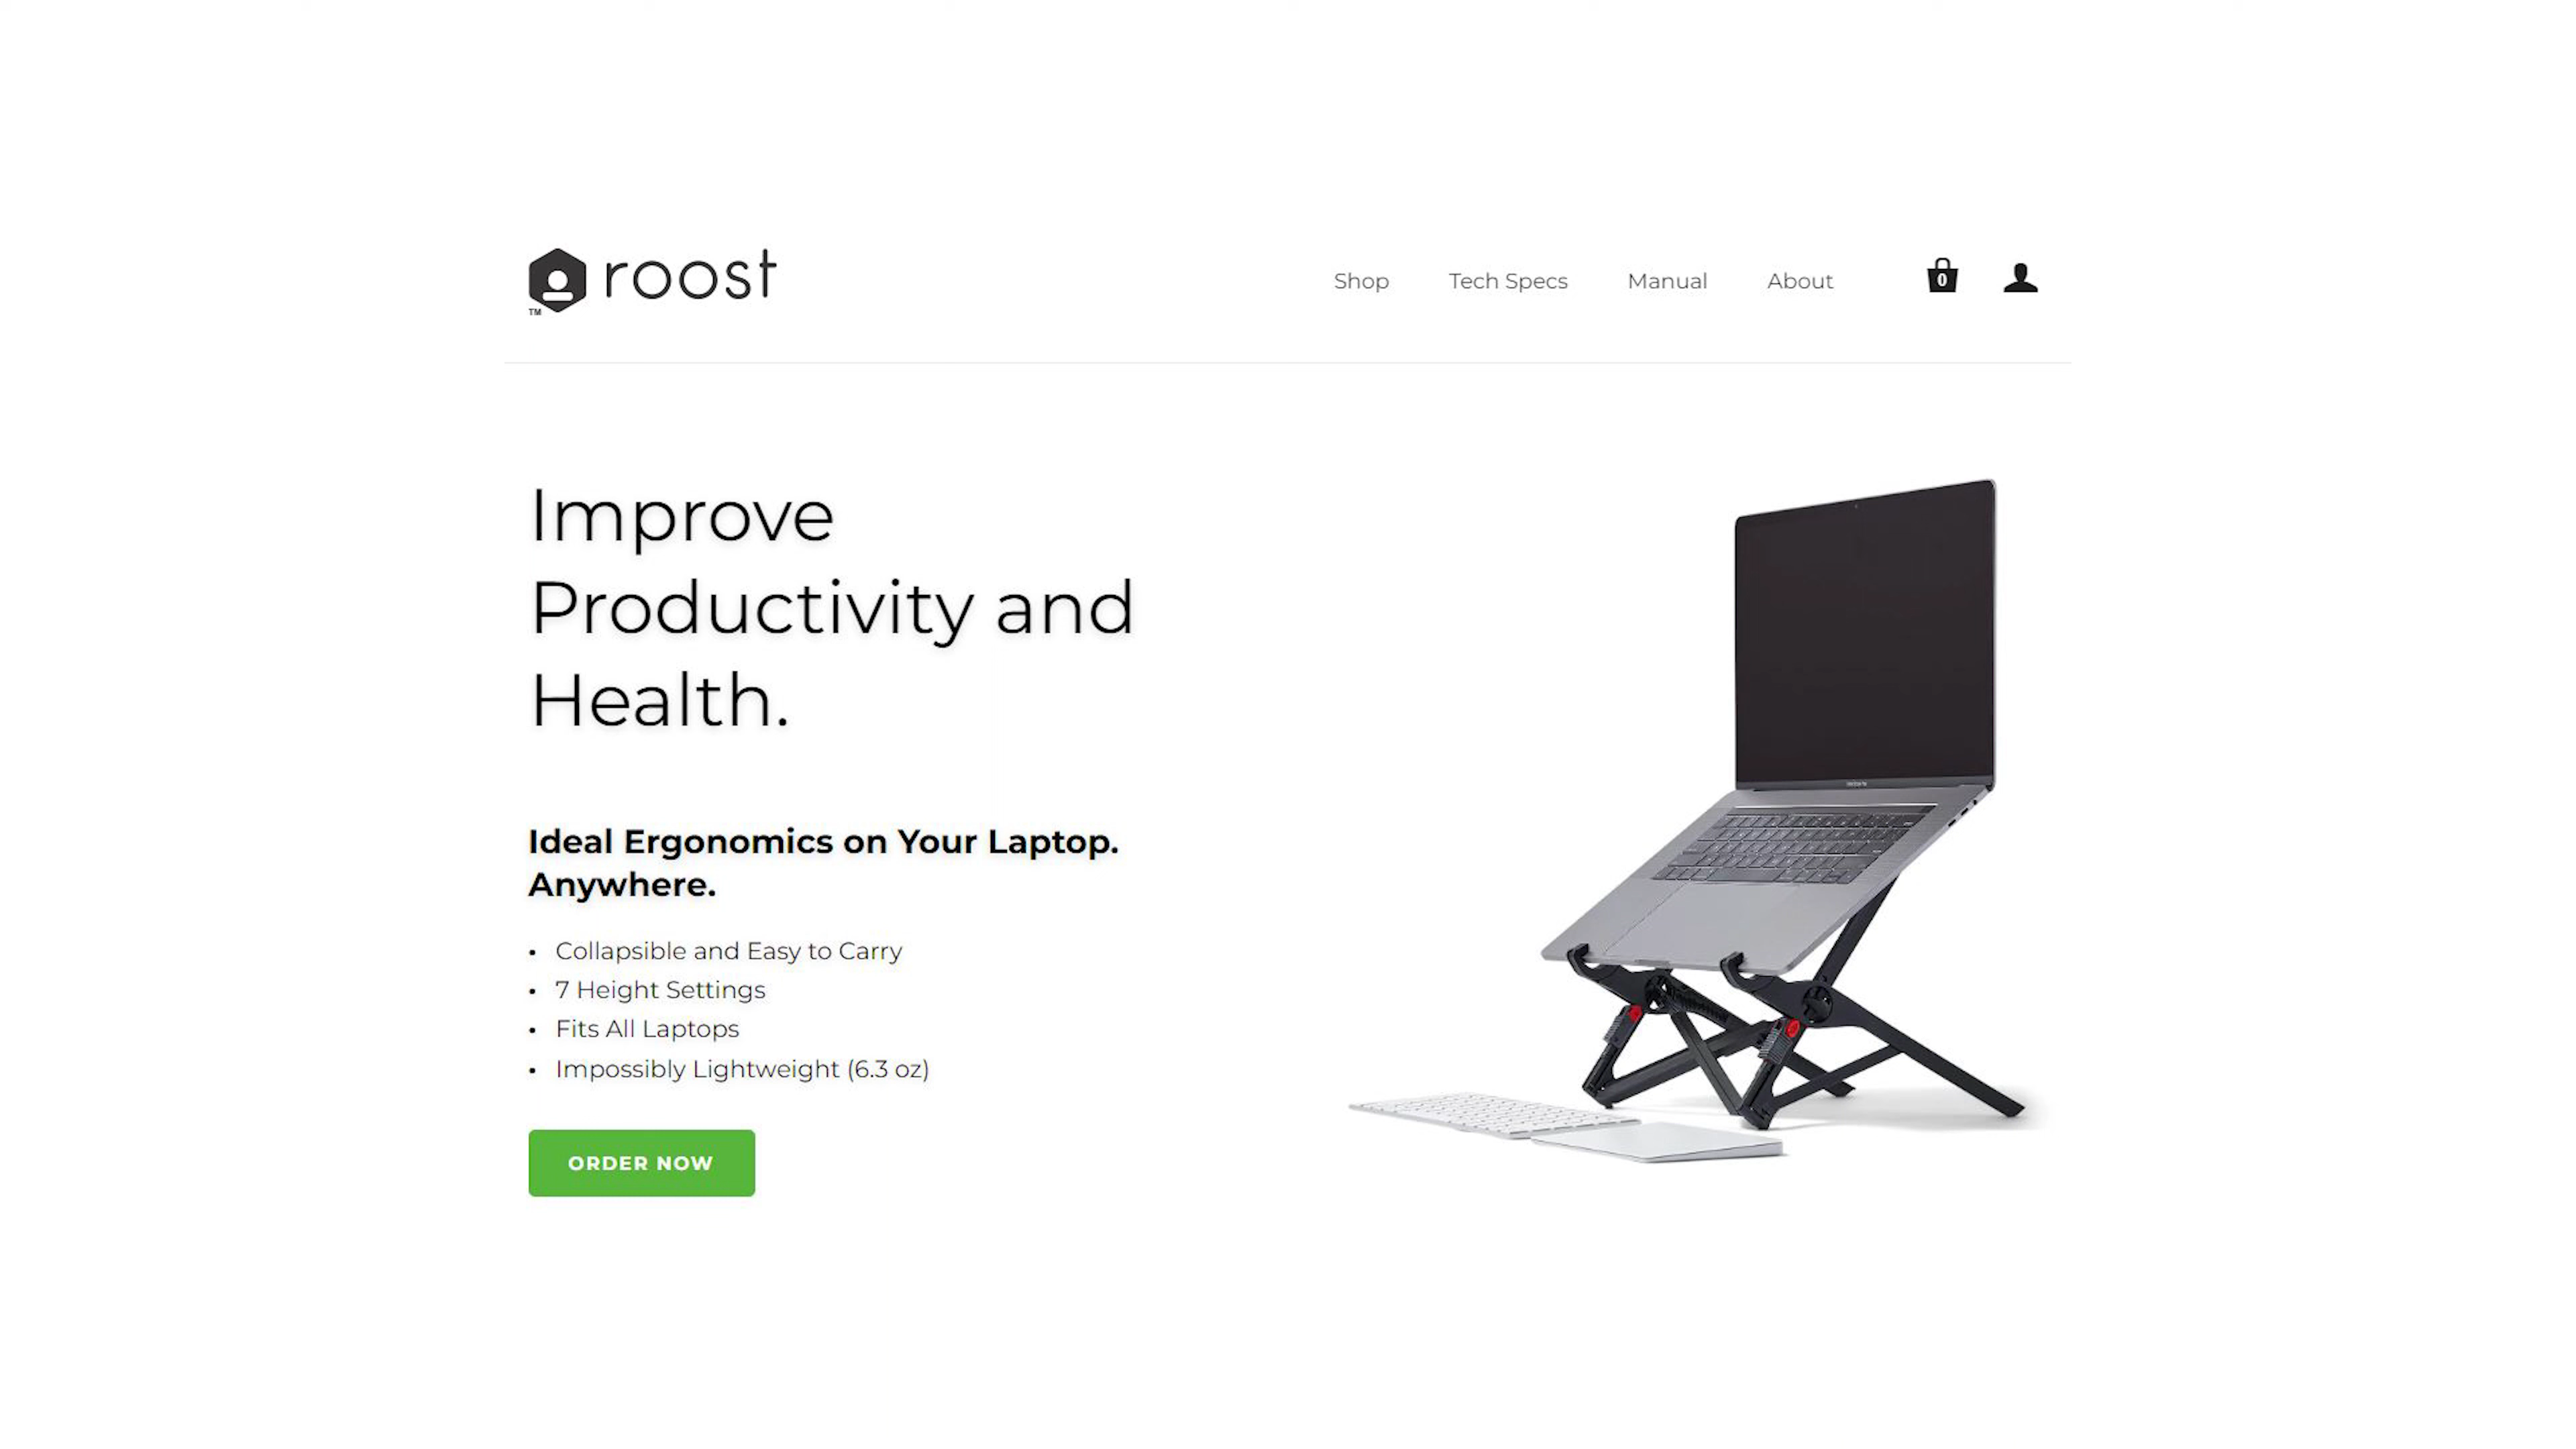 roost
TM
Shop Tech Specs Manual About 0
Improve
Productivity and
Health.
Ideal Ergonomics on Your Laptop.
Anywhere.
• Collapsible and Easy to Carry
• 7 Height Settings
• Fits All Laptops
• Impossibly Lightweight (6.3 oz)
ORDER NOW